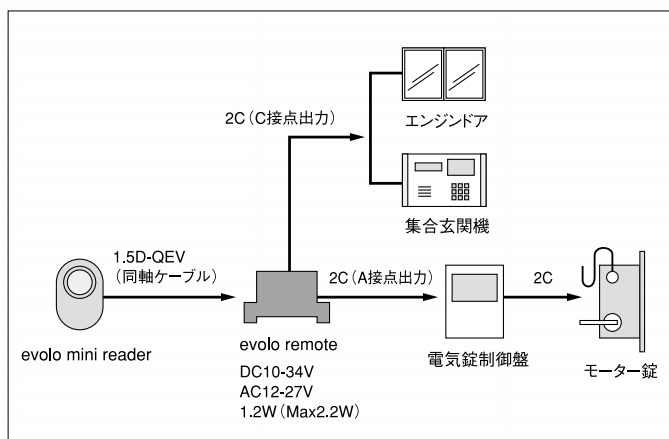 エンジンドア
2C(C接点出力)
集合玄関機
1.5D-QEV
(同軸ケーブル)
2C(A接点出力)
2C
evolo mini reader
evolo remote
DC10-34V
AC12-27V
1.2W(Max2.2W)
電気錠制御盤
モーター錠